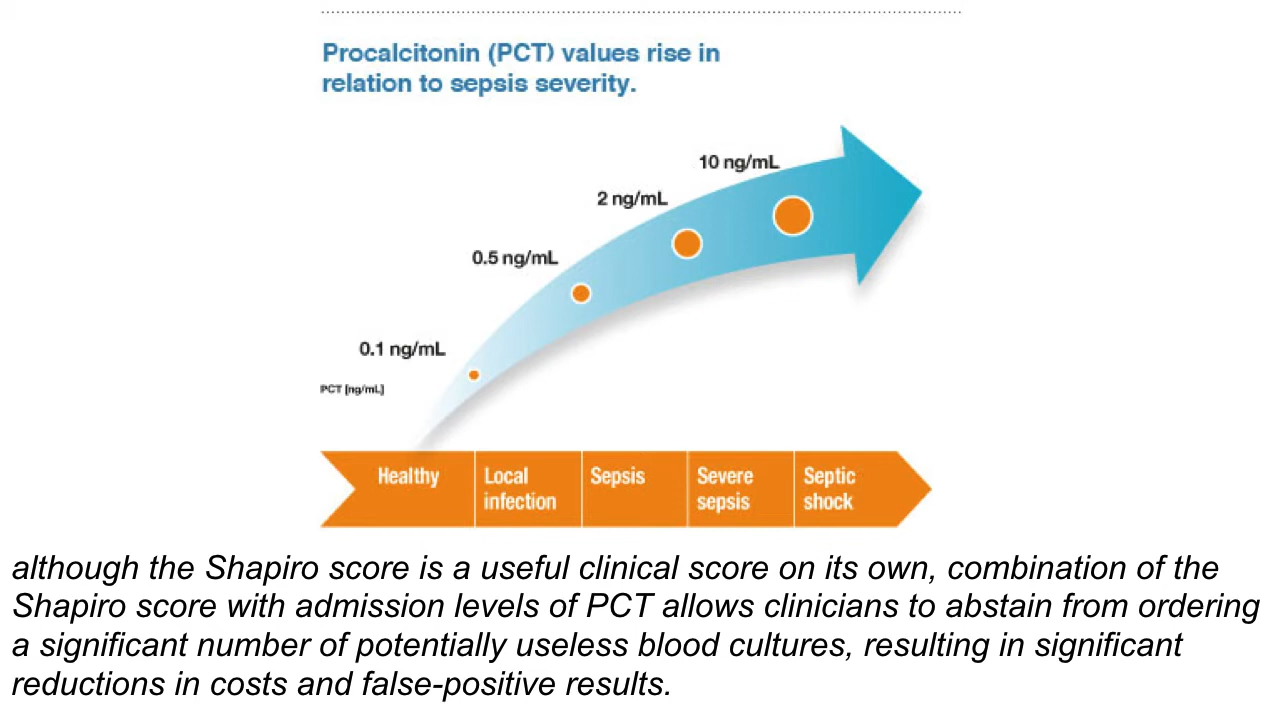 Procalcitonin (PCT) values rise in
relation to sepsis severity.
10 ng/mL
2 ng/mL
0.5 ng/mL
0.1 ng/mL
PCT [ng/mL]
Healthy
Local
infection
Sepsis
Severe
sepsis
Septic
shock
although the Shapiro score is a useful clinical score on its own, combination of the
Shapiro score with admission levels of PCT allows clinicians to abstain from ordering
a significant number of potentially useless blood cultures, resulting in significant
reductions in costs and false-positive results.